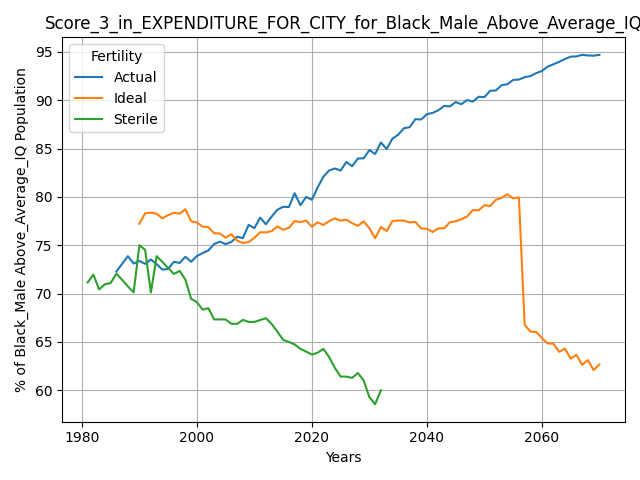 Score_3_in_EXPENDITURE_FOR_CITY_for_Black_Male_Above_Average_IQ
Fertility
Actual
Ideal
Sterile
% of Black_Male Above_Average_IQ Population
95
90
85
80
75
70
65
60
1980
2000
2020
2040
2060
Years